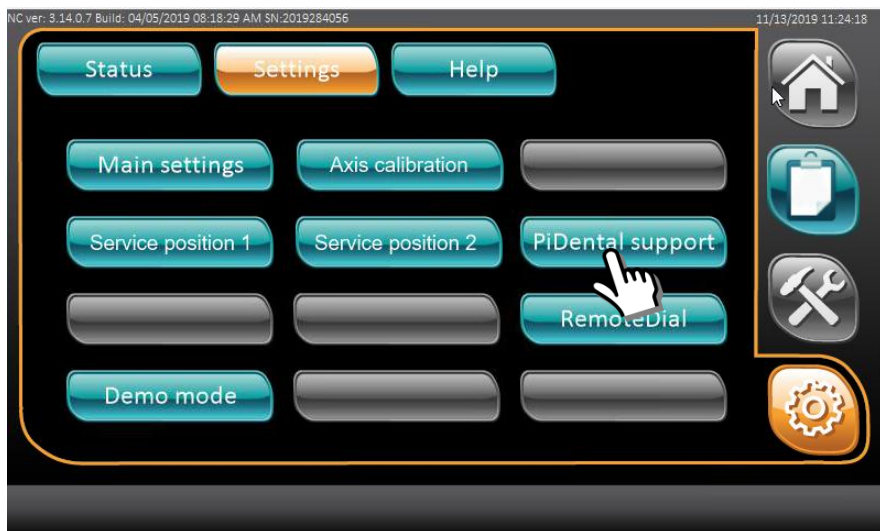 NC ver: 3.14.0.7 Build: 04/05/2019 08:18:29 AM SN:2019284056
11/13/2019 11:24:18
Status Settings Help
Main settings Axis calibration
Service position 1 Service position 2 PiDental support
RemoteDial
Demo mode